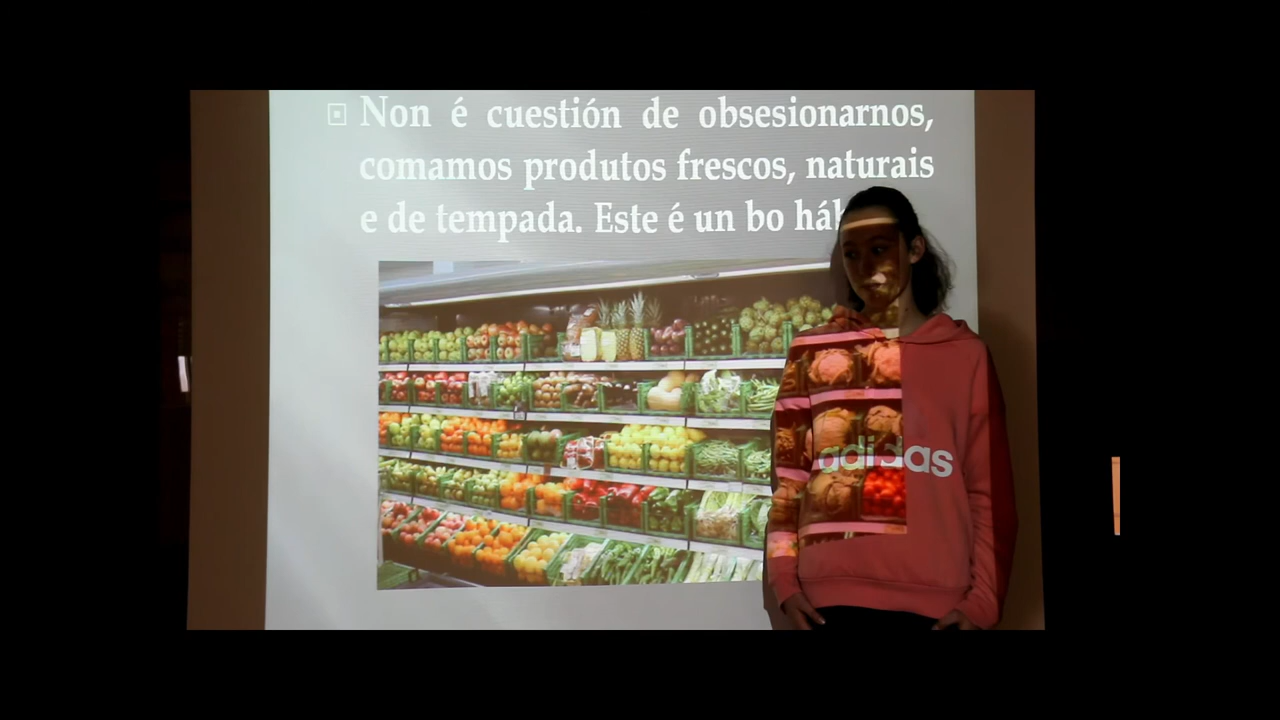 Non é cuestión de obsesionarnos,
comamos produtos frescos, naturais
e de tempada. Este é un bo
adidas